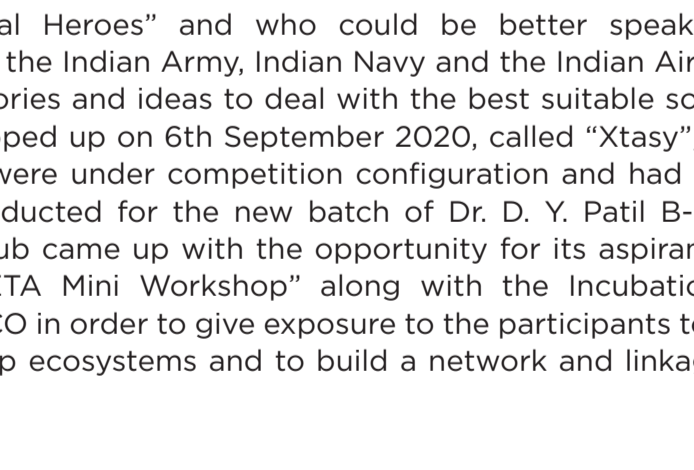 al Heroes” and who could be better speak
the Indian Army, Indian Navy and the Indian Air
ories and ideas to deal with the best suitable so
pped up on 6th September 2020, called “Xtasy”,
were under competition configuration and had
ducted for the new batch of Dr. D. Y. Patil B-
ub came up with the opportunity for its aspiran
ETA Mini Workshop” along with the Incubatio
CO in order to give exposure to the participants to
p ecosystems and to build a network and linka